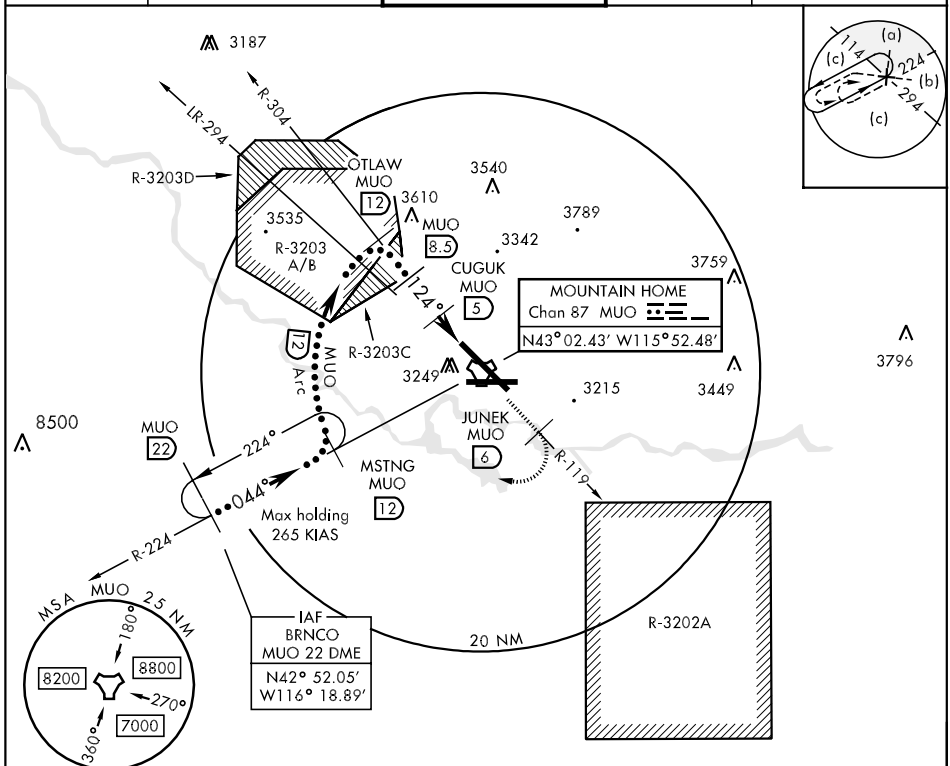 3187
R-304
LR-294
R-3203D
OTLAW
MUO
12
3610
3540
3535
R-3203
A/B
MUO
8.5
3342
3789
CUGUK
MUO
5
3759
124°
MOUNTAIN HOME
Chan 87 MUO
N43°02.43' W115°52.48'
12
MUO
Arc
R-3203C
3249
3215
3449
3796
8500
MUO
22
224°
JUNEK
MUO
6
R-119
MSTNG
MUO
12
044°
Max holding
265 KIAS
R-224
MSA MUO 25 NM
180°
8200
8800
270°
7000
360°
IAF
BRNCO
MUO 22 DME
N42° 52.05'
W116° 18.89'
20 NM
R-3202A
(a)
114
(c)
224
(b)
294
(c)